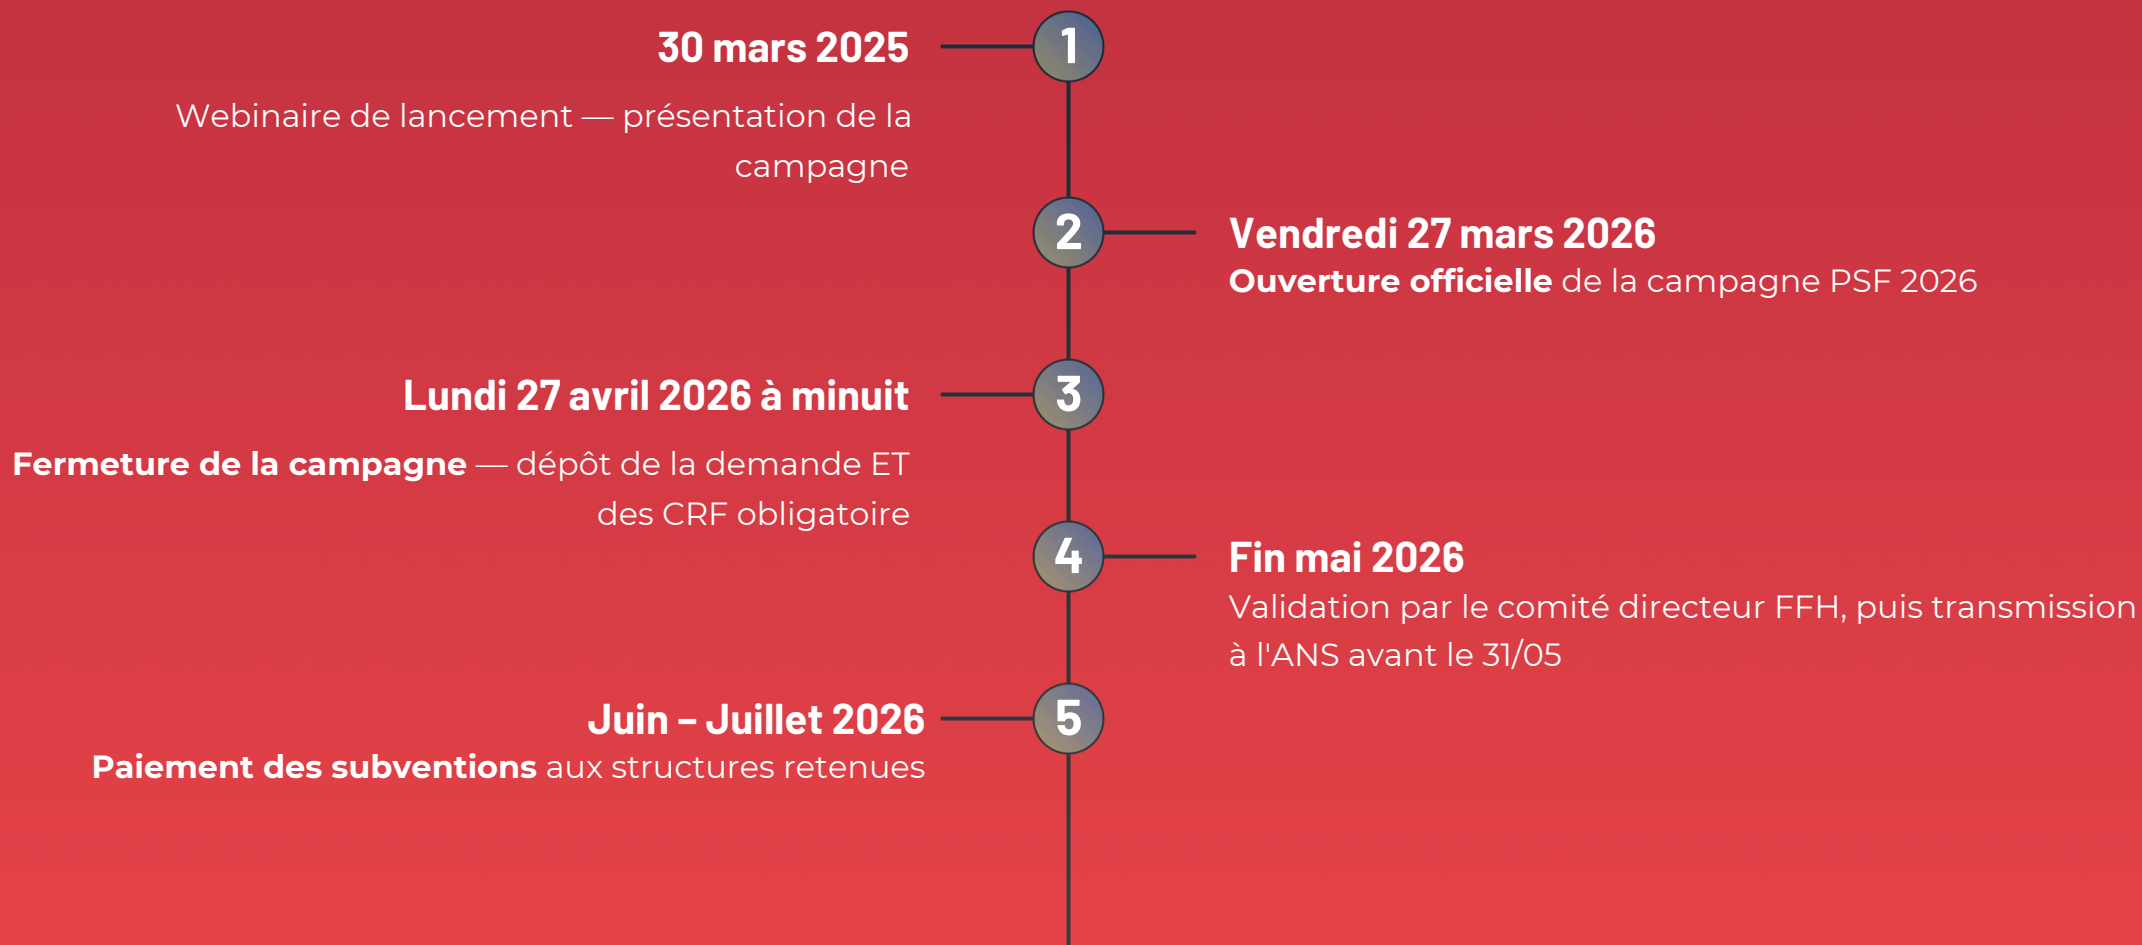 1
30 mars 2025
Webinaire de lancement — présentation de la
campagne
2
Vendredi 27 mars 2026
Ouverture officielle de la campagne PSF 2026
3
Lundi 27 avril 2026 à minuit
Fermeture de la campagne — dépôt de la demande ET
des CRF obligatoire
4
Fin mai 2026
Validation par le comité directeur FFH, puis transmission
à l'ANS avant le 31/05
5
Juin – Juillet 2026
Paiement des subventions aux structures retenues